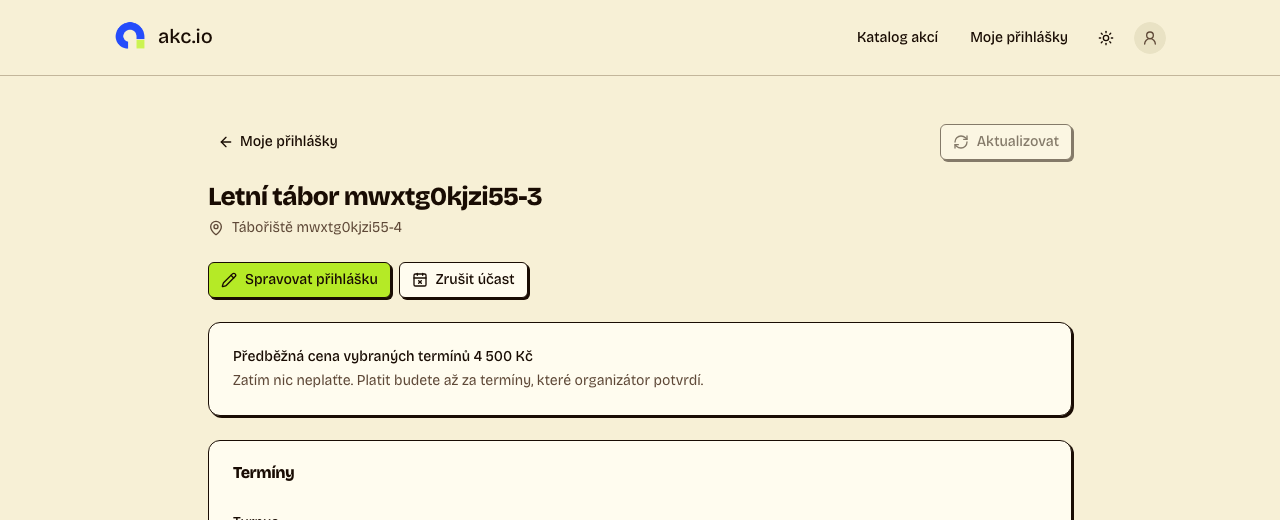 akc.io
Katalog akcí
Moje přihlášky
Moje přihlášky
Aktualizovat
Letní tábor mwxtg0kjzi55-3
Tábořiště mwxtg0kjzi55-4
Spravovat přihlášku
Zrušit účast
Předběžná cena vybraných termínů 4 500 Kč
Zatím nic neplaťte. Platit budete až za termíny, které organizátor potvrdí.
Termíny